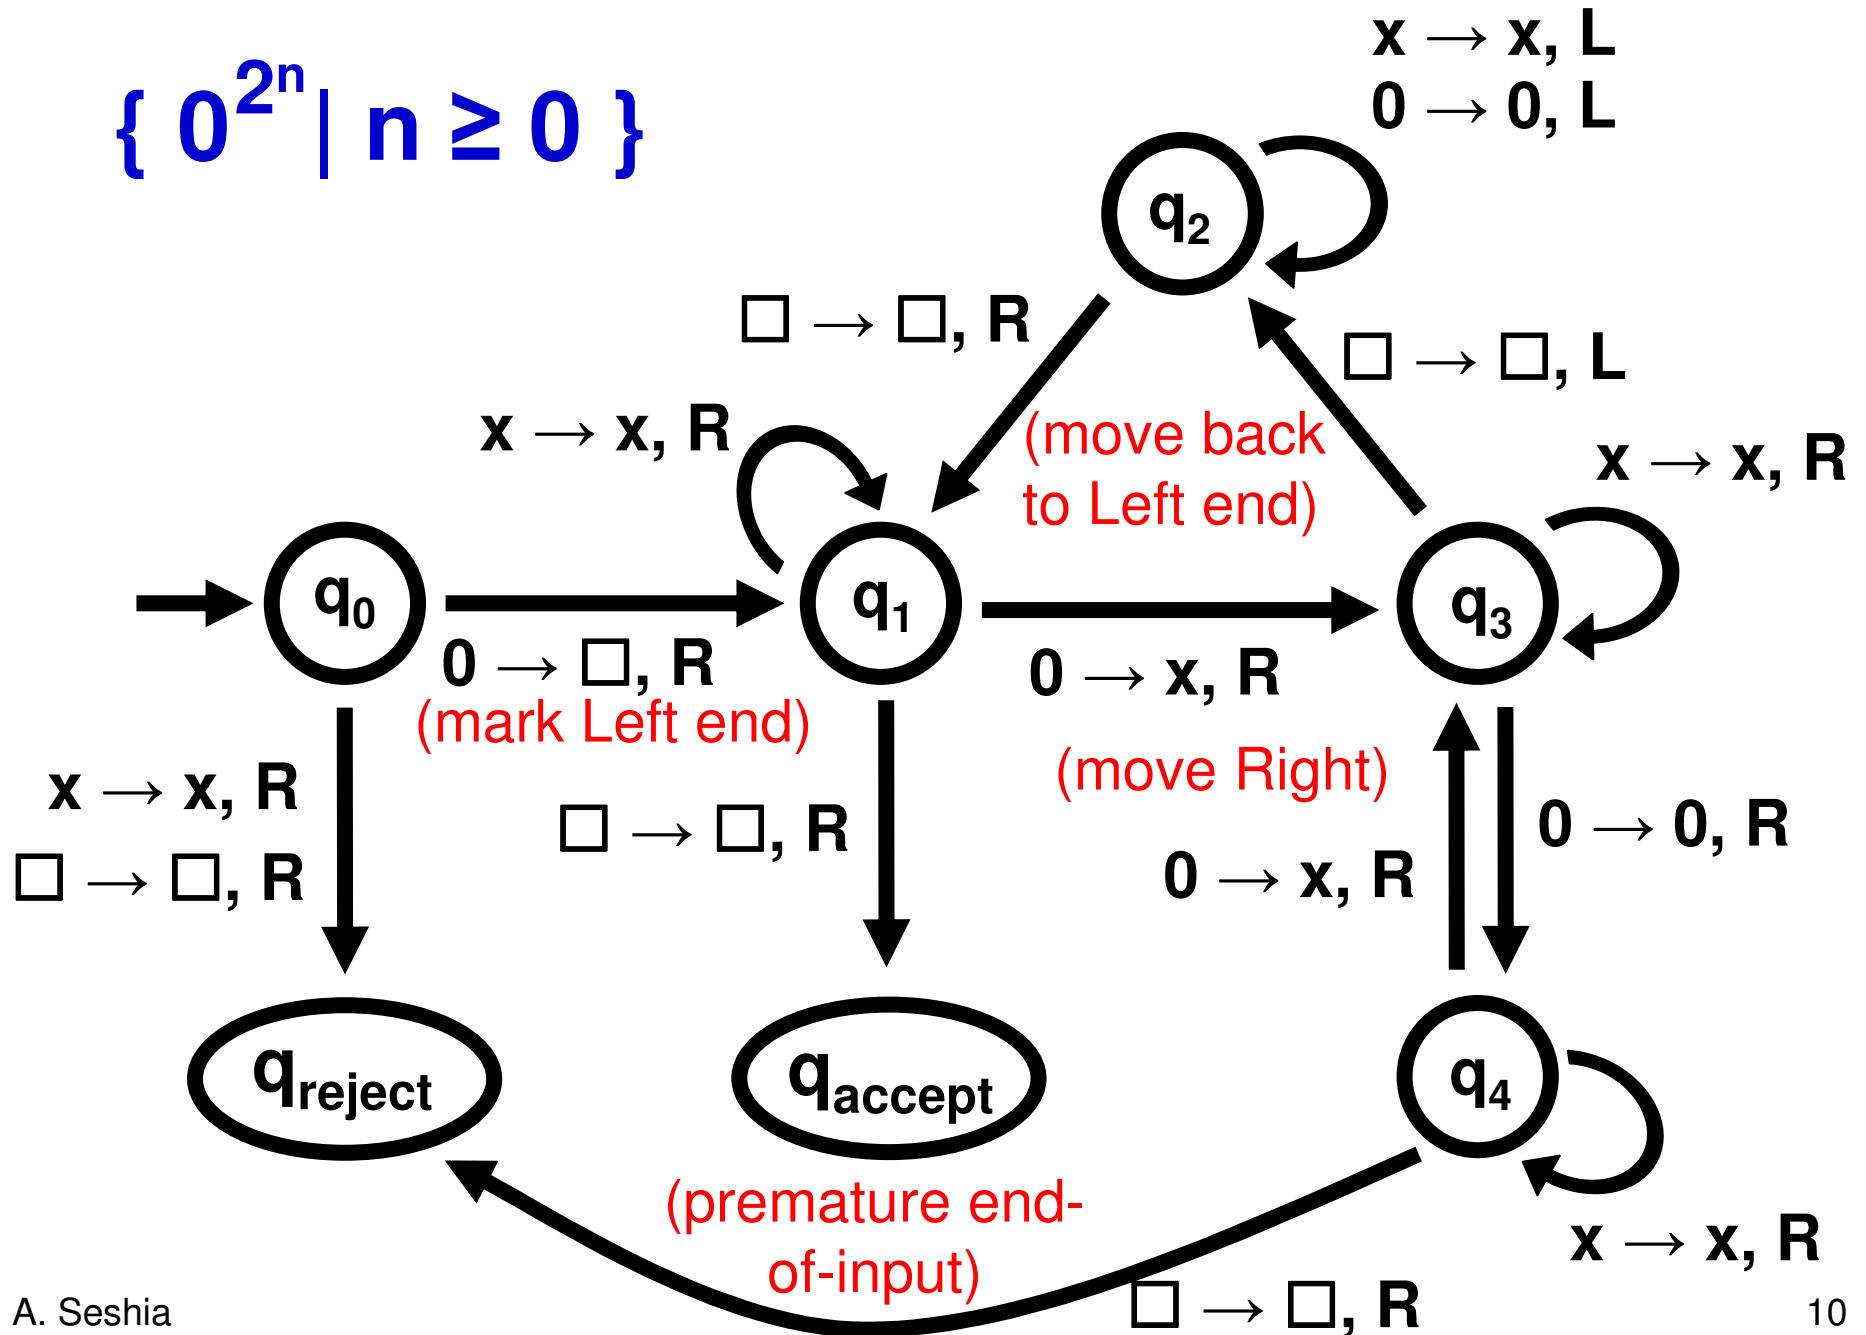 { 0^2^n | n ≥ 0 }
x → x, L
0 → 0, L
q2
□ → □, R
□ → □, L
x → x, R
(move back
to Left end)
x → x, R
q0
q1
q3
0 → □, R
0 → x, R
(mark Left end)
(move Right)
x → x, R
□ → □, R
□ → □, R
0 → x, R
0 → 0, R
qreject
qaccept
q4
(premature end-
of-input)
x → x, R
□ → □, R
A. Seshia
10